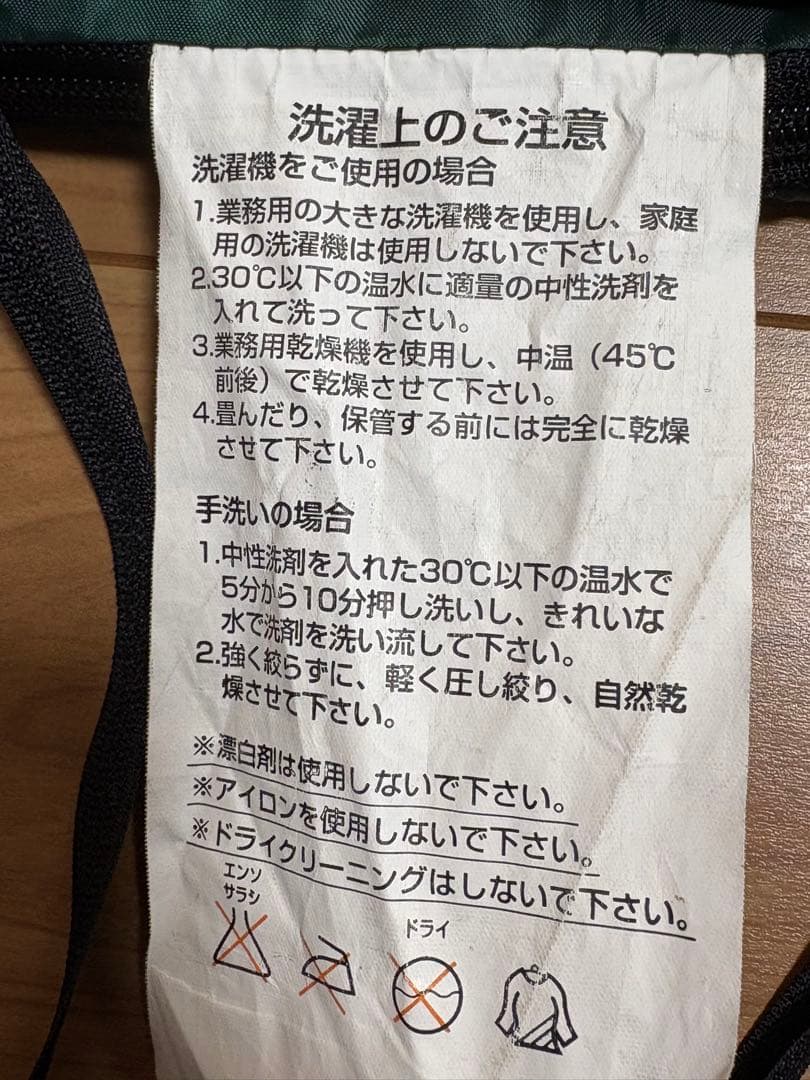 洗濯上のご注意
洗濯機をご使用の場合
1.業務用の大きな洗濯機を使用し、家庭
用の洗濯機は使用しないで下さい。
2.30℃以下の温水に適量の中性洗剤を
入れて洗って下さい。
3.業務用乾燥機を使用し、中温（45℃
前後）で乾燥させて下さい。
4.畳んだり、保管する前には完全に乾燥
させて下さい。
手洗いの場合
1.中性洗剤を入れた30℃以下の温水で
5分から10分押し洗いし、きれいな
水で洗剤を洗い流して下さい。
2.強く絞らずに、軽く圧し絞り、自然乾
燥させて下さい。
※漂白剤は使用しないで下さい。
※アイロンを使用しないで下さい。
※ドライクリーニングはしないで下さい。
エンソ
サラシ
ドライ